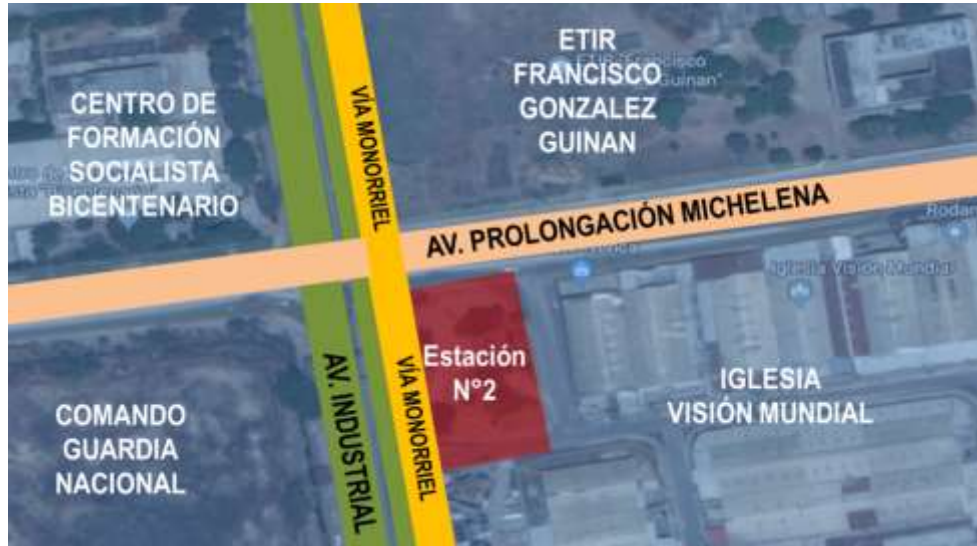 CENTRO DE
FORMACIÓN
SOCIALISTA
BICENTENARIO
VÍA MONORRIEL
ETIR
FRANCISCO
GONZALEZ
GUINAN
Guinan"
AV. PROLONGACIÓN MICHELENA
Iglesia Visión Mundial
Estación
N°2
IGLESIA
VISIÓN MUNDIAL
COMANDO
GUARDIA
NACIONAL
AV. INDUSTRIAL
VÍA MONORRIEL